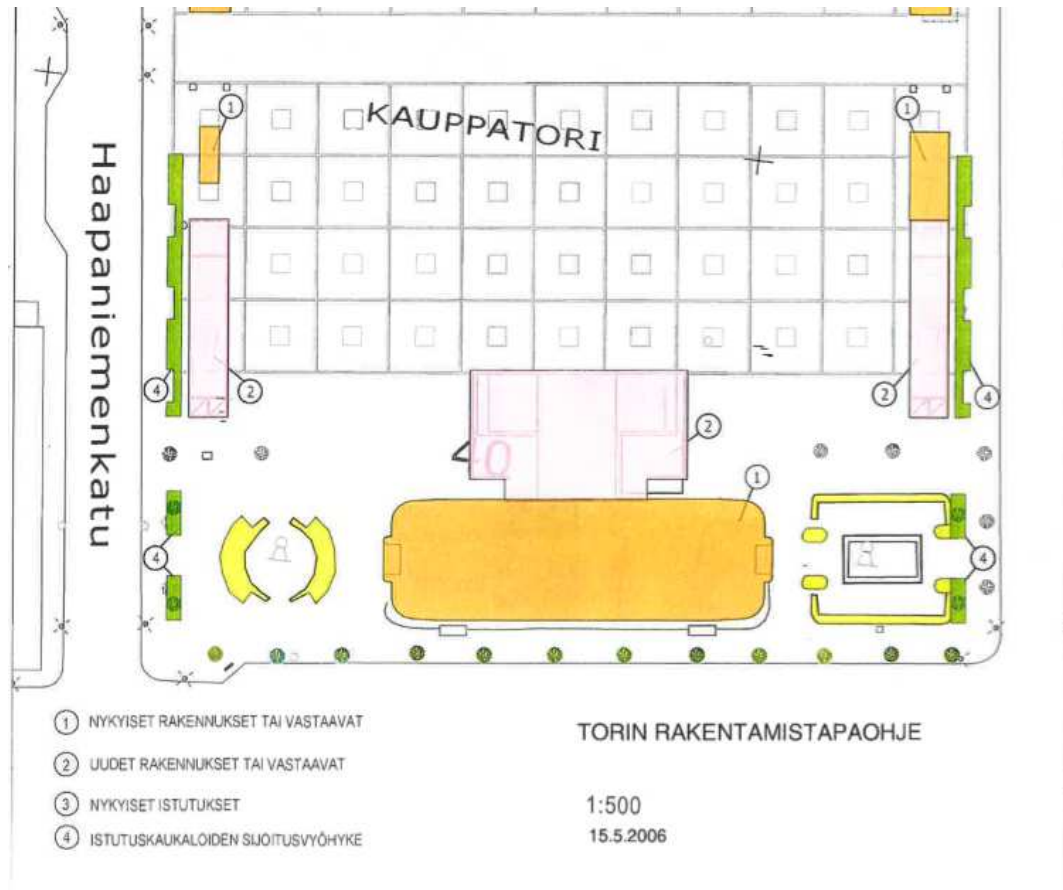 1
1
KAUPPATORI
Haapaniemenkatu
4
2
2
4
2
40
1
4
4
1 NYKYISET RAKENNUKSET TAI VASTAAVAT
2 UUDET RAKENNUKSET TAI VASTAAVAT
3 NYKYISET ISTUTUKSET
4 ISTUTUSKAUKALOIDEN SIJOITUSVYÖHYKE
TORIN RAKENTAMISTAPAOHJE
1:500
15.5.2006